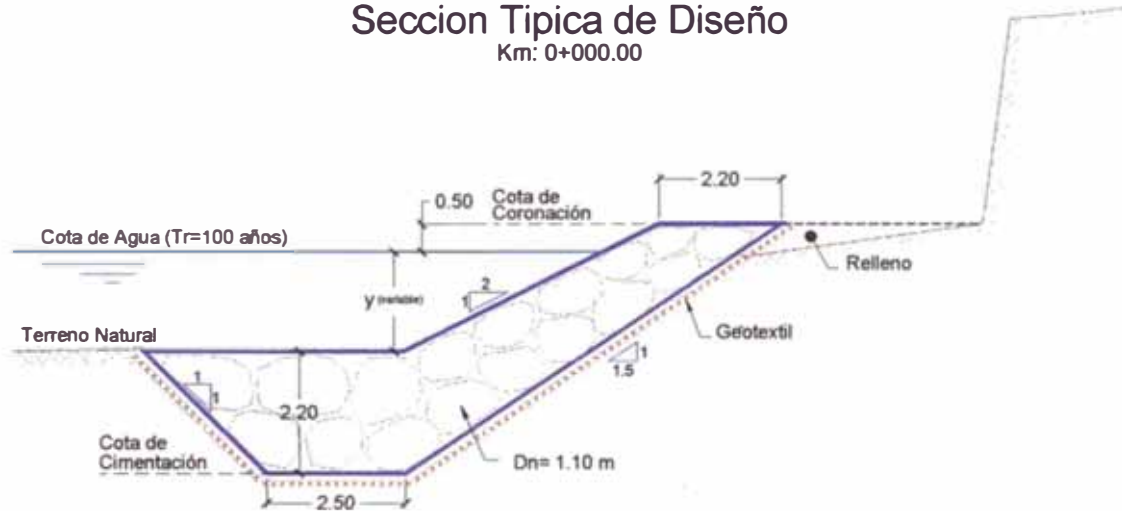 Seccion Tipica de Diseño
Km: 0+000.00
2.20
0.50
Cota de
Coronación
Cota de Agua (Tr=100 años)
Relleno
2
1
y (variable)
Terreno Natural
Geotextil
1
1.5
1
1
2.20
Cota de
Cimentación
Dn= 1.10 m
2.50